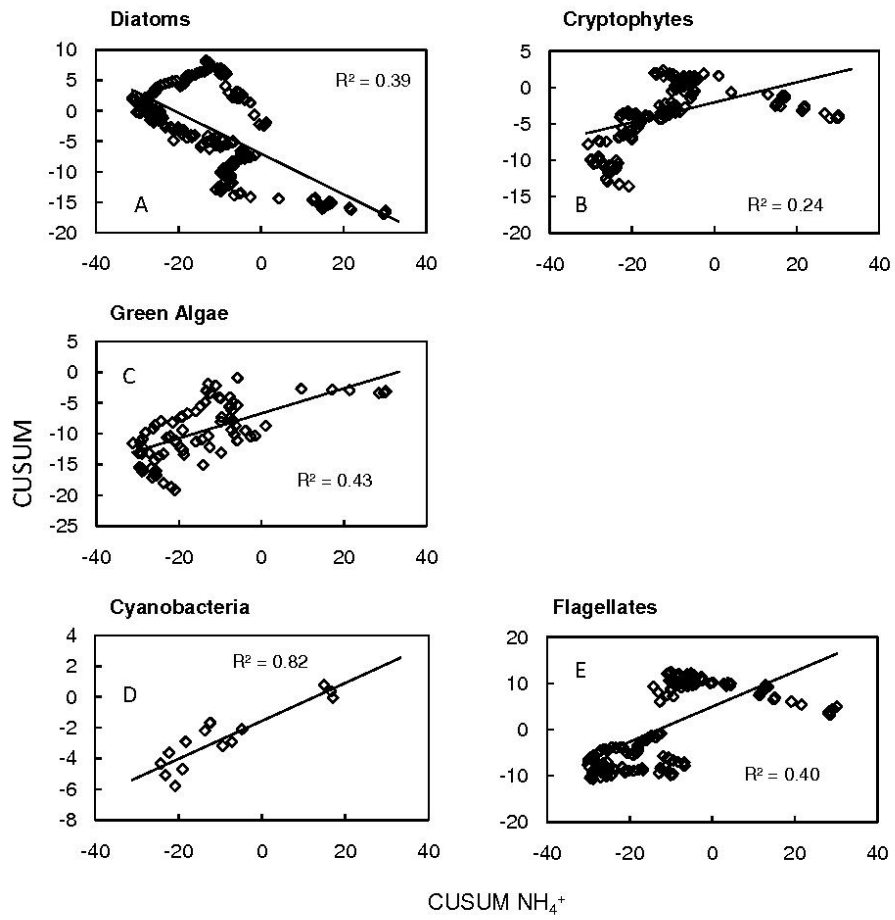 Diatoms
10
5
0
-5
-10
-15
-20
R² = 0.39
A
-40 -20 0 20 40
Cryptophytes
5
0
-5
-10
-15
-20
B
R² = 0.24
-40 -20 0 20 40
Green Algae
5
0
-5
-10
-15
-20
-25
C
R² = 0.43
-40 -20 0 20 40
CUSUM
Cyanobacteria
4
2
0
-2
-4
-6
-8
R² = 0.82
D
-40 -20 0 20 40
Flagellates
20
10
0
-10
-20
E
R² = 0.40
-40 -20 0 20 40
CUSUM NH₄⁺